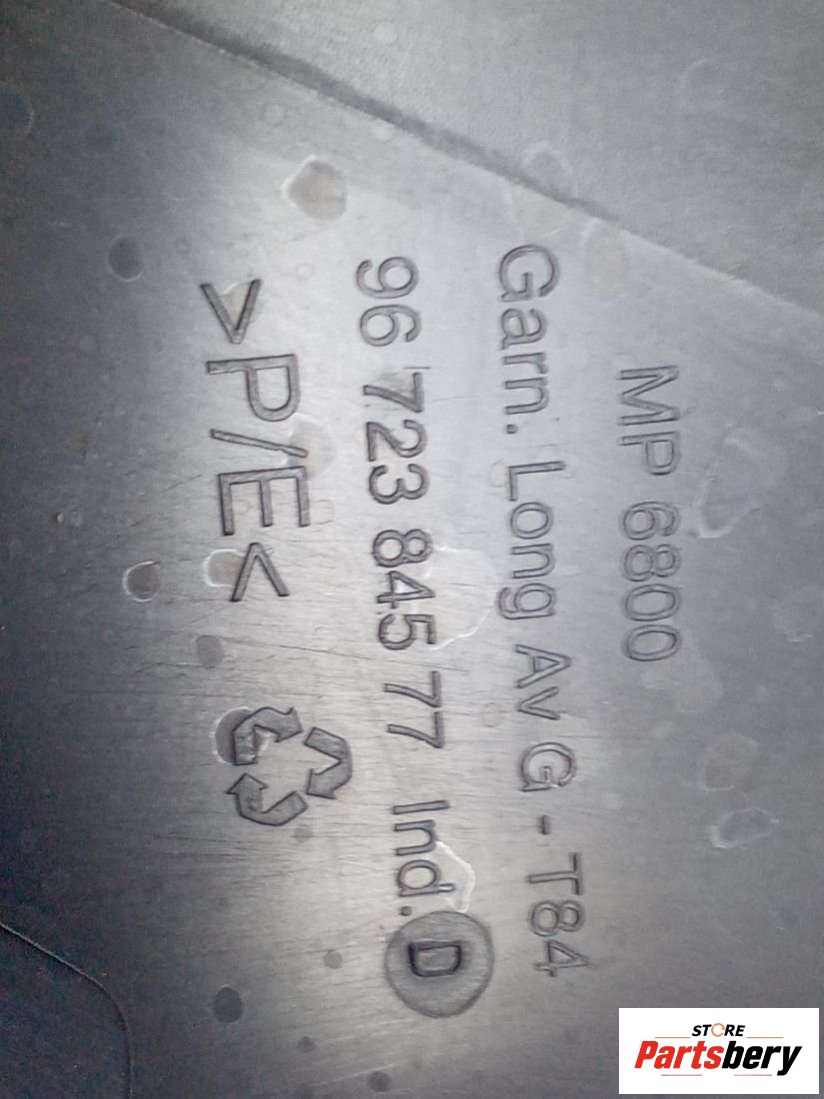 MP 6800
Garn. Long Av G - T84
96 723 845 77 Ind. D
>P/E<
STORE
Partsbery